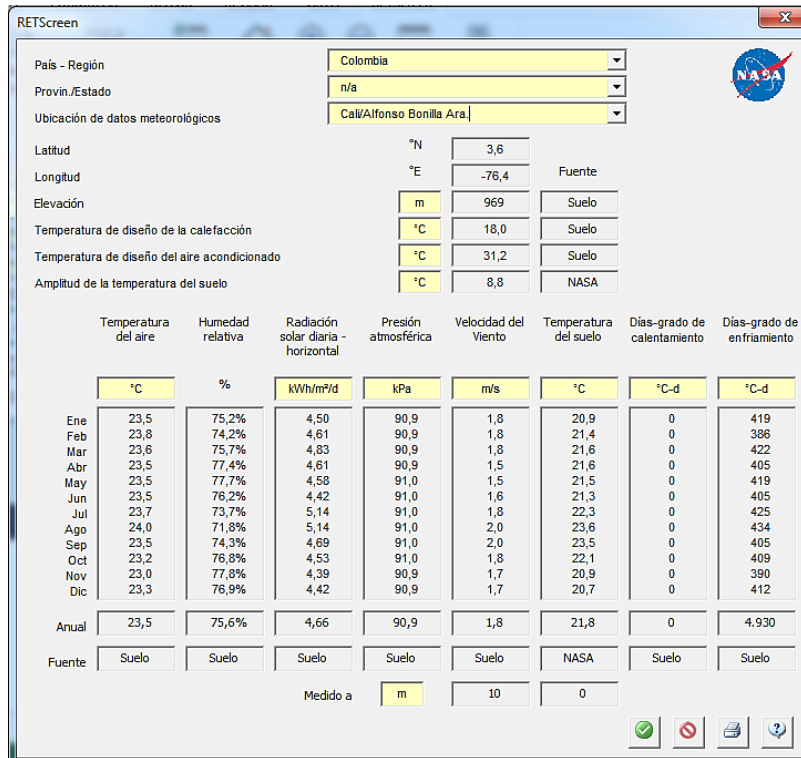 RETScreen
País - Región Colombia
Provin./Estado n/a
NASA
Ubicación de datos meteorológicos Cali/Alfonso Bonilla Ara.
Latitud °N 3,6
Longitud °E -76,4 Fuente
Elevación m 969 Suelo
Temperatura de diseño de la calefacción °C 18,0 Suelo
Temperatura de diseño del aire acondicionado °C 31,2 Suelo
Amplitud de la temperatura del suelo °C 8,8 NASA
Temperatura Humedad Radiación Presión Velocidad del Temperatura Días-grado de Días-grado de
del aire relativa solar diaria - atmosférica Viento del suelo calentamiento enfriamiento
horizontal
°C % kWh/m²/d kPa m/s °C °C-d °C-d
Ene 23,5 75,2% 4,50 90,9 1,8 20,9 0 419
Feb 23,8 74,2% 4,61 90,9 1,8 21,4 0 386
Mar 23,6 75,7% 4,83 90,9 1,8 21,6 0 422
Abr 23,5 77,4% 4,61 90,9 1,5 21,6 0 405
May 23,5 77,7% 4,58 91,0 1,5 21,5 0 419
Jun 23,5 76,2% 4,42 91,0 1,6 21,3 0 405
Jul 23,7 73,7% 5,14 91,0 1,8 22,3 0 425
Ago 24,0 71,8% 5,14 91,0 2,0 23,6 0 434
Sep 23,5 74,3% 4,69 91,0 2,0 23,5 0 405
Oct 23,2 76,8% 4,53 91,0 1,8 22,1 0 409
Nov 23,0 77,8% 4,39 90,9 1,7 20,9 0 390
Dic 23,3 76,9% 4,42 90,9 1,7 20,7 0 412
Anual 23,5 75,6% 4,66 90,9 1,8 21,8 0 4.930
Fuente Suelo Suelo Suelo Suelo Suelo NASA Suelo Suelo
Medido a m 10 0